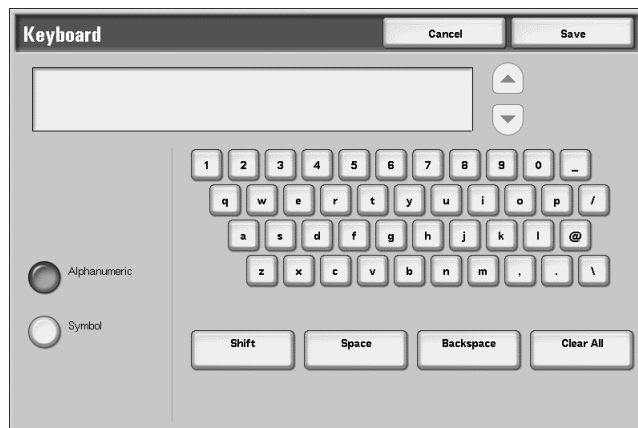 Keyboard Cancel Save
1 2 3 4 5 6 7 8 9 0 _
q w e r t y u i o p /
a s d f g h j k l @
z x c v b n m , . \
Alphanumeric
Symbol
Shift Space Backspace Clear All